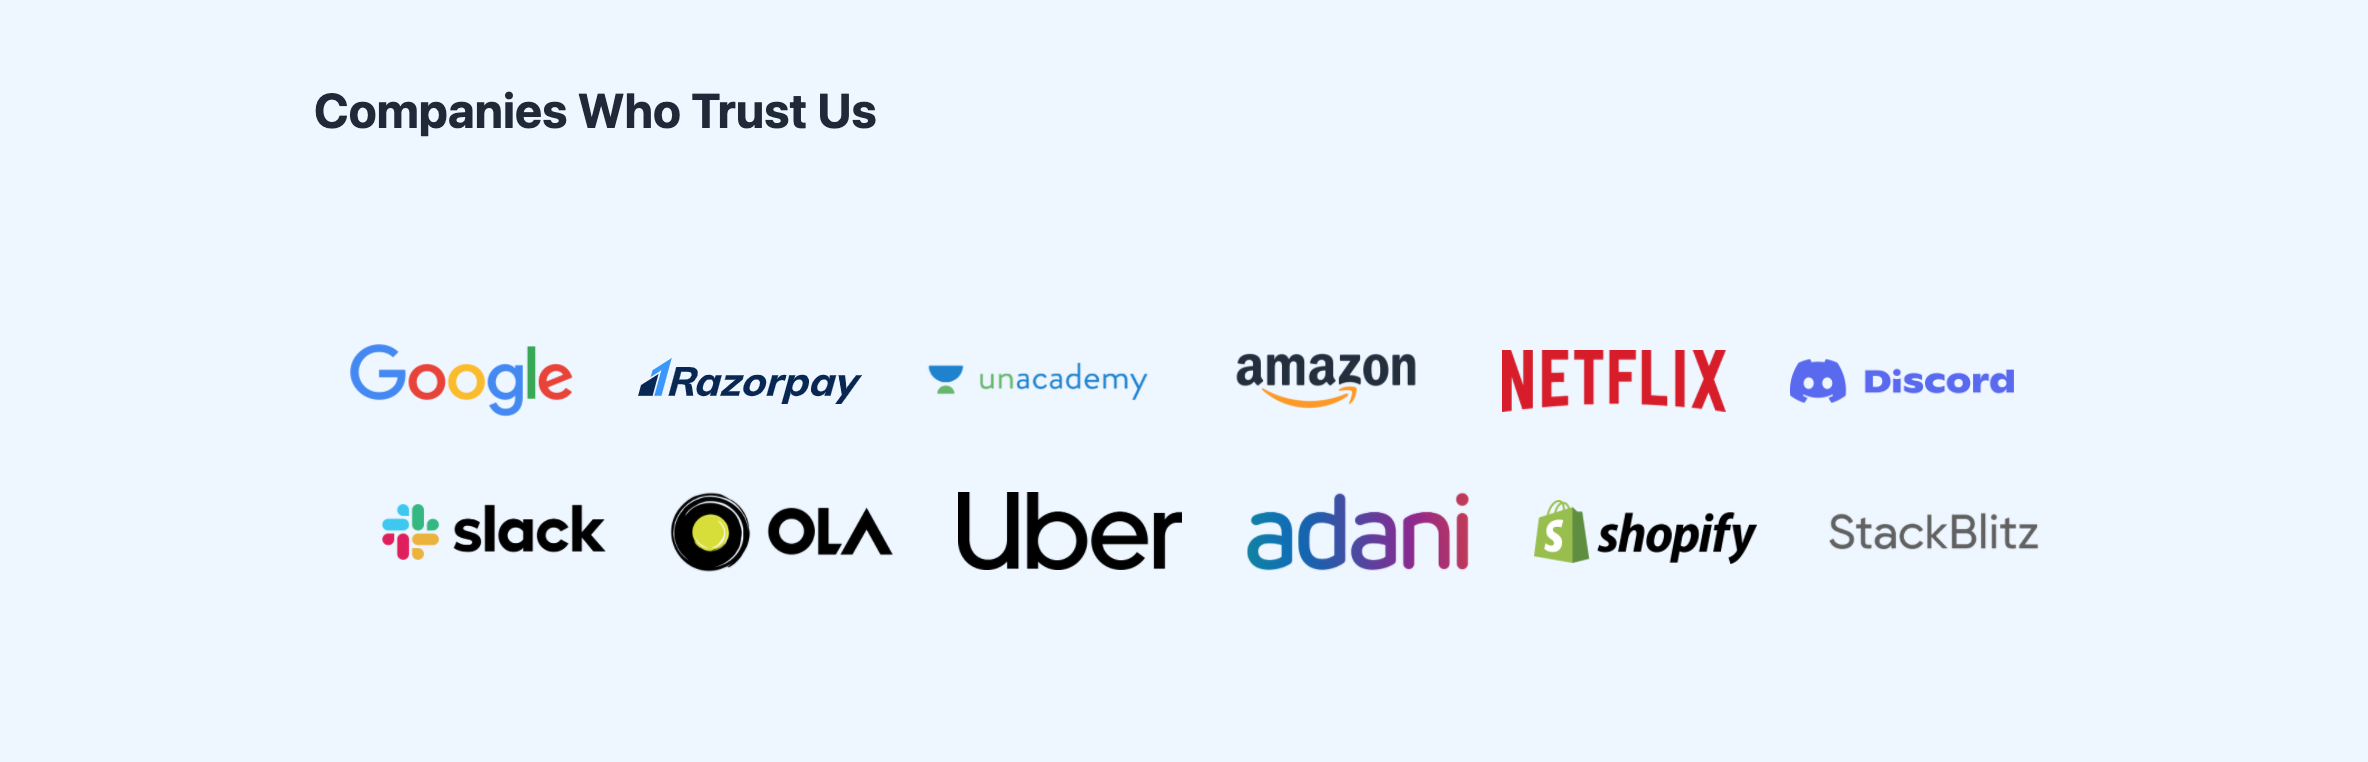 Companies Who Trust Us
Google Razorpay unacademy amazon NETFLIX Discord
slack OLA Uber adani shopify StackBlitz